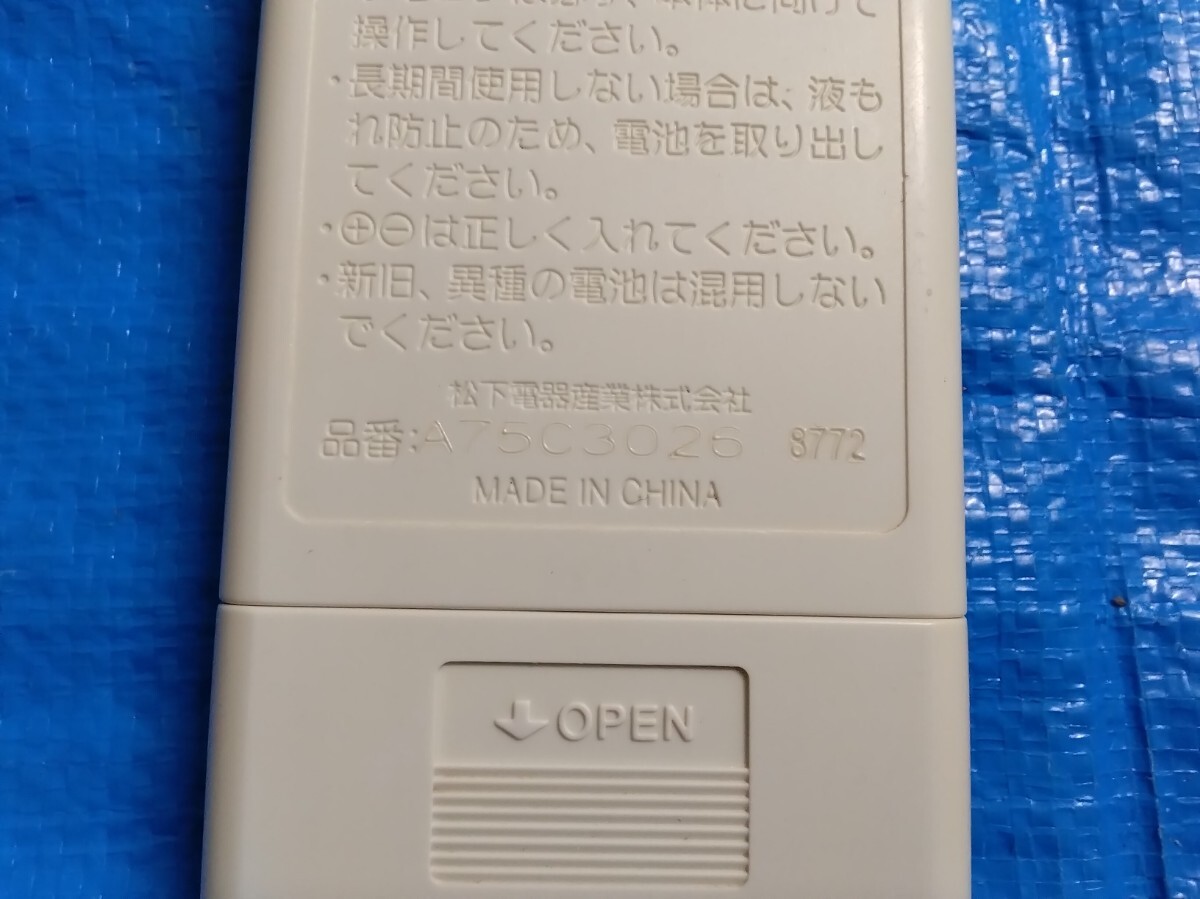 操作してください。
・長期間使用しない場合は、液も
れ防止のため、電池を取り出し
てください。
・⊕⊖は正しく入れてください。
・新旧、異種の電池は混用しない
でください。
松下電器産業株式会社
品番:A75C3026 8772
MADE IN CHINA
OPEN